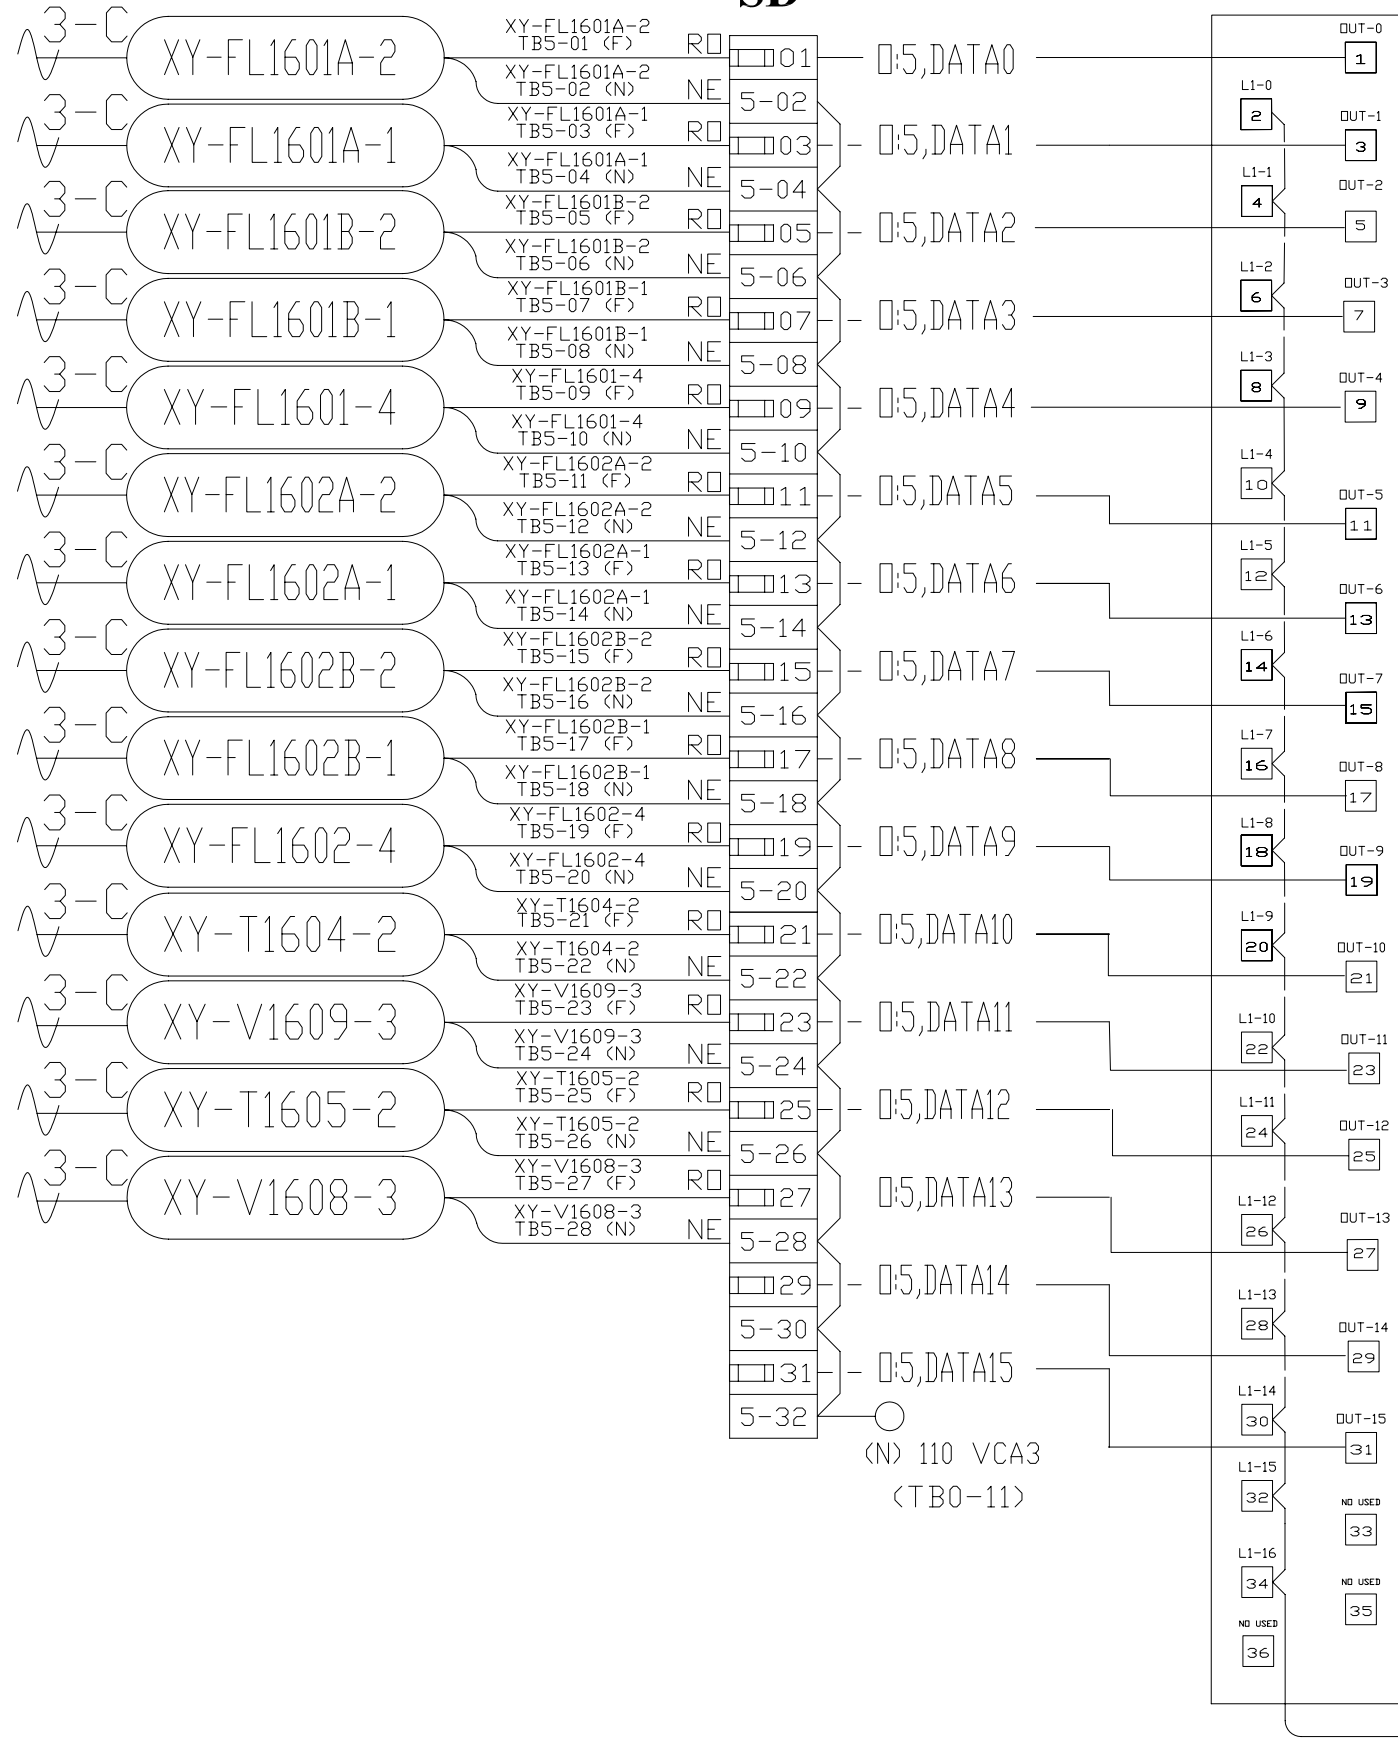 SD
3-C
XY-FL1601A-2
XY-FL1601A-2
TB5-01 (F)
RO
01
O:5,DATA0
OUT-0
1
XY-FL1601A-2
TB5-02 (N)
NE
5-02
L1-0
2
3-C
XY-FL1601A-1
XY-FL1601A-1
TB5-03 (F)
RO
03
O:5,DATA1
OUT-1
3
XY-FL1601A-1
TB5-04 (N)
NE
5-04
L1-1
4
3-C
XY-FL1601B-2
XY-FL1601B-2
TB5-05 (F)
RO
05
O:5,DATA2
OUT-2
5
XY-FL1601B-2
TB5-06 (N)
NE
5-06
L1-2
6
3-C
XY-FL1601B-1
XY-FL1601B-1
TB5-07 (F)
RO
07
O:5,DATA3
OUT-3
7
XY-FL1601B-1
TB5-08 (N)
NE
5-08
L1-3
8
3-C
XY-FL1601-4
XY-FL1601-4
TB5-09 (F)
RO
09
O:5,DATA4
OUT-4
9
XY-FL1601-4
TB5-10 (N)
NE
5-10
L1-4
10
3-C
XY-FL1602A-2
XY-FL1602A-2
TB5-11 (F)
RO
11
O:5,DATA5
OUT-5
11
XY-FL1602A-2
TB5-12 (N)
NE
5-12
L1-5
12
3-C
XY-FL1602A-1
XY-FL1602A-1
TB5-13 (F)
RO
13
O:5,DATA6
OUT-6
13
XY-FL1602A-1
TB5-14 (N)
NE
5-14
L1-6
14
3-C
XY-FL1602B-2
XY-FL1602B-2
TB5-15 (F)
RO
15
O:5,DATA7
OUT-7
15
XY-FL1602B-2
TB5-16 (N)
NE
5-16
L1-7
16
3-C
XY-FL1602B-1
XY-FL1602B-1
TB5-17 (F)
RO
17
O:5,DATA8
OUT-8
17
XY-FL1602B-1
TB5-18 (N)
NE
5-18
L1-8
18
3-C
XY-FL1602-4
XY-FL1602-4
TB5-19 (F)
RO
19
O:5,DATA9
OUT-9
19
XY-FL1602-4
TB5-20 (N)
NE
5-20
L1-9
20
3-C
XY-T1604-2
XY-T1604-2
TB5-21 (F)
RO
21
O:5,DATA10
OUT-10
21
XY-T1604-2
TB5-22 (N)
NE
5-22
L1-10
22
3-C
XY-V1609-3
XY-V1609-3
TB5-23 (F)
RO
23
O:5,DATA11
OUT-11
23
XY-V1609-3
TB5-24 (N)
NE
5-24
L1-11
24
3-C
XY-T1605-2
XY-T1605-2
TB5-25 (F)
RO
25
O:5,DATA12
OUT-12
25
XY-T1605-2
TB5-26 (N)
NE
5-26
L1-12
26
3-C
XY-V1608-3
XY-V1608-3
TB5-27 (F)
RO
27
O:5,DATA13
OUT-13
27
XY-V1608-3
TB5-28 (N)
NE
5-28
L1-13
28
29
O:5,DATA14
OUT-14
29
5-30
L1-14
30
31
O:5,DATA15
OUT-15
31
5-32
(N) 110 VCA3
(TB0-11)
L1-15
32
NO USED
33
L1-16
34
NO USED
35
NO USED
36